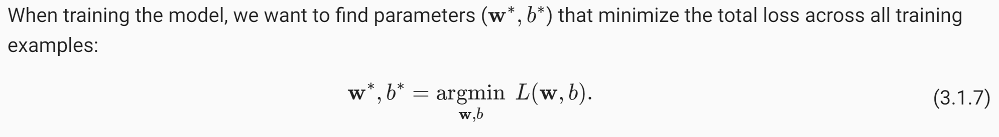 When training the model, we want to find parameters (w*, b*) that minimize the total loss across all training
examples:
w*, b* = argmin L(w, b). (3.1.7)
w,b